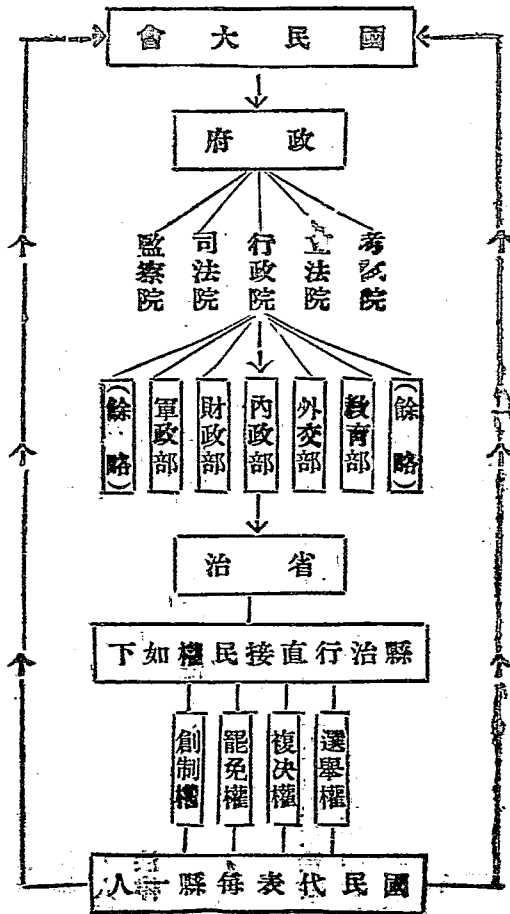 國民大會
政府
考試院
立法院
行政院
司法院
監察院
（餘略）
教育部
外交部
內政部
財政部
軍政部
（餘略）
省治
縣治行直接民權如下
選舉權
複决權
罷免權
創制權
國民代表每縣一人